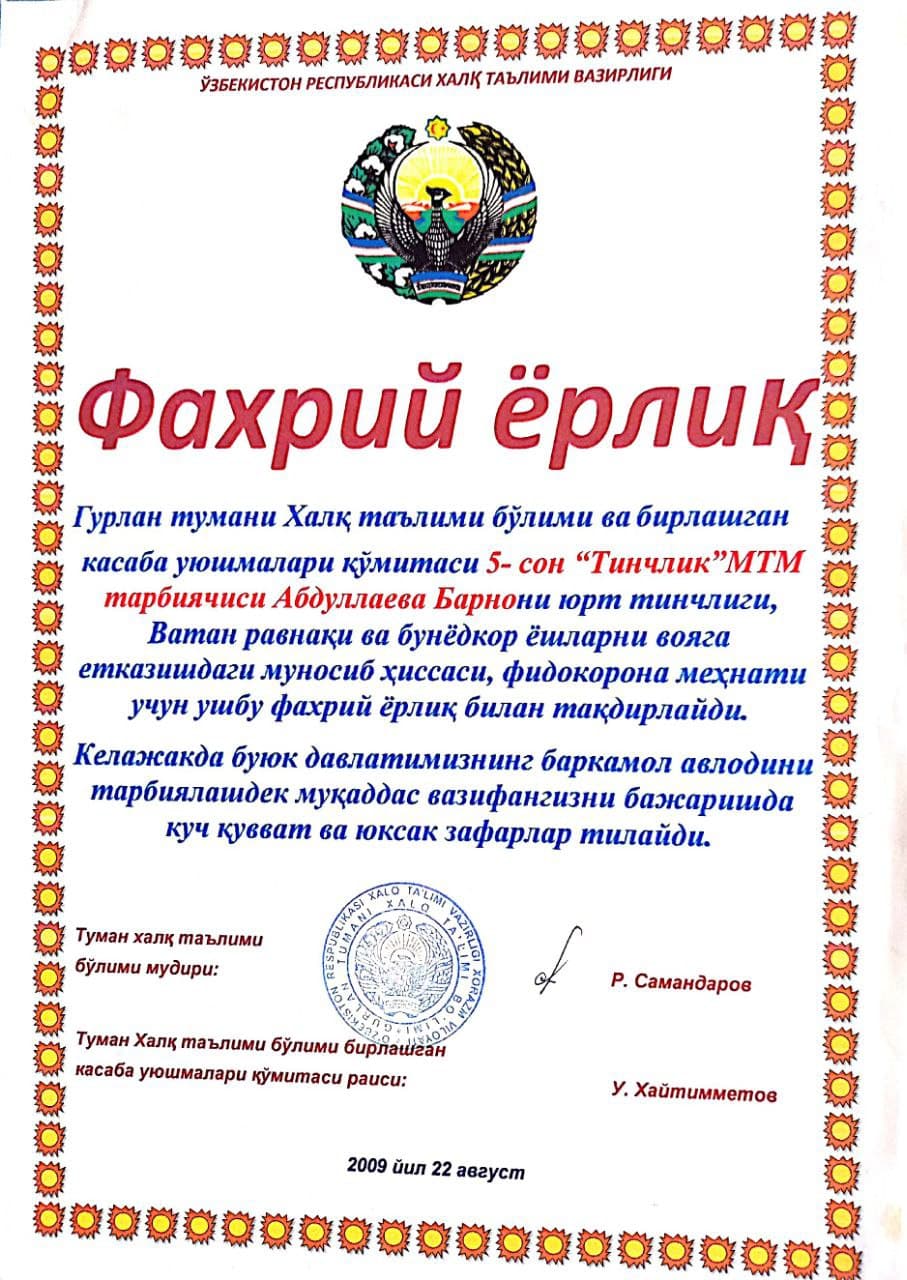 ЎЗБЕКИСТОН РЕСПУБЛИКАСИ ХАЛҚ ТАЪЛИМИ ВАЗИРЛИГИ
Фахрий ёрлиқ
Гурлан тумани Халқ таълими бўлими ва бирлашган
касаба уюшмалари қўмитаси 5- сон “Тинчлик”МТМ
тарбиячиси Абдуллаева Барнони юрт тинчлиги,
Ватан равнақи ва бунёдкор ёшларни вояга
етказишдаги муносиб ҳиссаси, фидокорона меҳнати
учун ушбу фахрий ёрлиқ билан тақдирлайди.
Келажакда буюк давлатимизнинг баркамол авлодини
тарбиялашдек муқаддас вазифангизни бажаришда
куч қувват ва юксак зафарлар тилайди.
Туман халқ таълими
бўлими мудири:
Р. Самандаров
O'ZBEKISTON RESPUBLIKASI XALQ TA'LIMI VAZIRLIGI XORAZM VILOYATI
GURLAN TUMANI XALQ TA'LIMI BO'LIMI
Туман Халқ таълими бўлими бирлашган
касаба уюшмалари қўмитаси раиси:
У. Хайтимметов
2009 йил 22 август